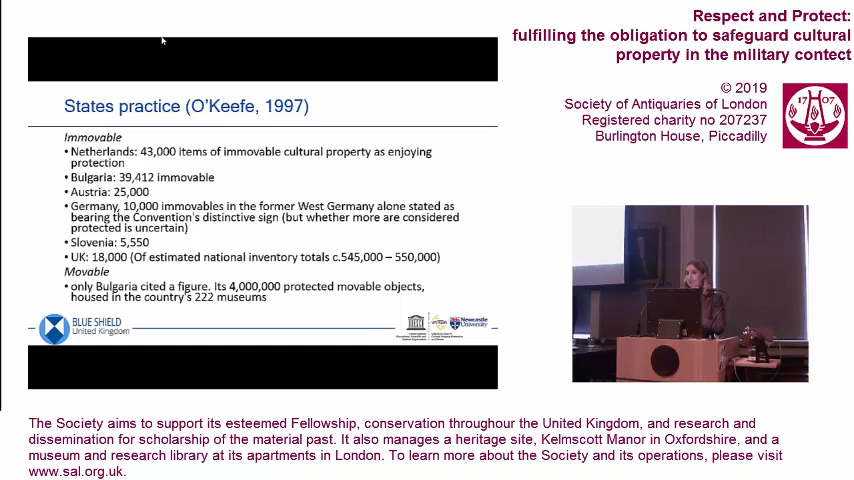 Respect and Protect:
fulfilling the obligation to safeguard cultural
property in the military contect
© 2019
Society of Antiquaries of London
Registered charity no 207237
Burlington House, Piccadilly
17 07
States practice (O'Keefe, 1997)
Immovable
• Netherlands: 43,000 items of immovable cultural property as enjoying
protection
• Bulgaria: 39,412 immovable
• Austria: 25,000
• Germany, 10,000 immovables in the former West Germany alone stated as
bearing the Convention's distinctive sign (but whether more are considered
protected is uncertain)
• Slovenia: 5,550
• UK: 18,000 (Of estimated national inventory totals c.545,000 – 550,000)
Movable
• only Bulgaria cited a figure. Its 4,000,000 protected movable objects,
housed in the country's 222 museums
BLUE SHIELD
United Kingdom
Newcastle
University
The Society aims to support its esteemed Fellowship, conservation throughour the United Kingdom, and research and
dissemination for scholarship of the material past. It also manages a heritage site, Kelmscott Manor in Oxfordshire, and a
museum and research library at its apartments in London. To learn more about the Society and its operations, please visit
www.sal.org.uk.